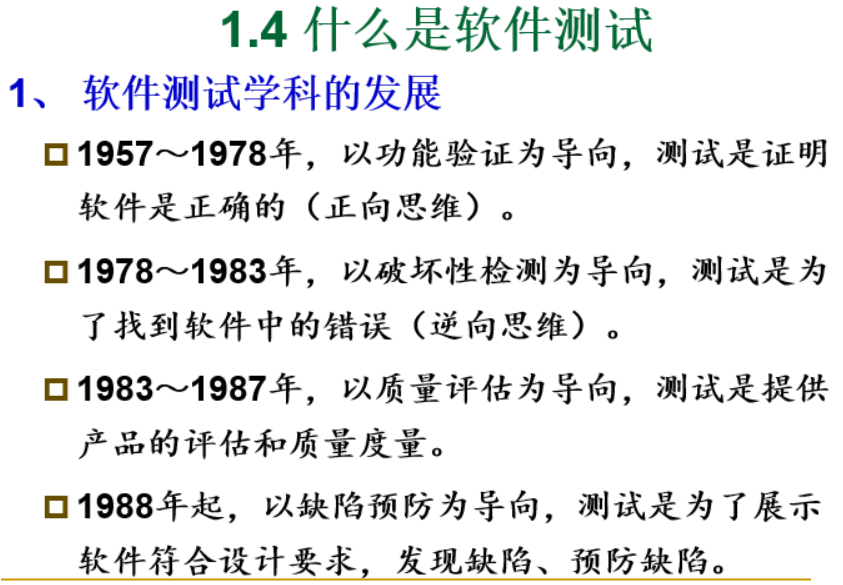 1.4 什么是软件测试
1、 软件测试学科的发展
1957～1978年，以功能验证为导向，测试是证明
软件是正确的（正向思维）。
1978～1983年，以破坏性检测为导向，测试是为
了找到软件中的错误（逆向思维）。
1983～1987年，以质量评估为导向，测试是提供
产品的评估和质量度量。
1988年起，以缺陷预防为导向，测试是为了展示
软件符合设计要求，发现缺陷、预防缺陷。